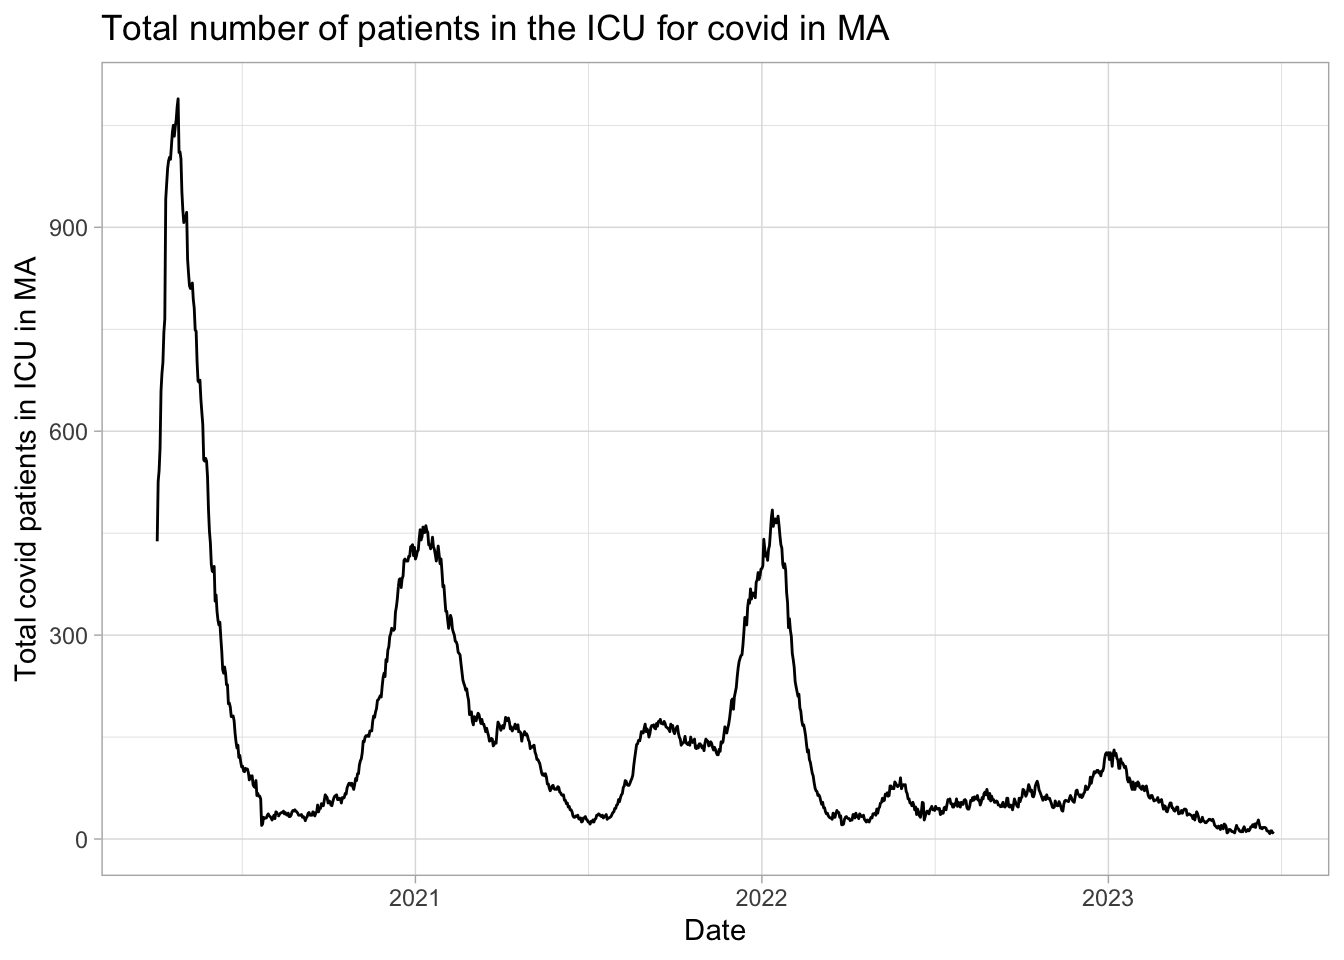 Total number of patients in the ICU for covid in MA
Total covid patients in ICU in MA
900
600
300
0
2021
2022
2023
Date